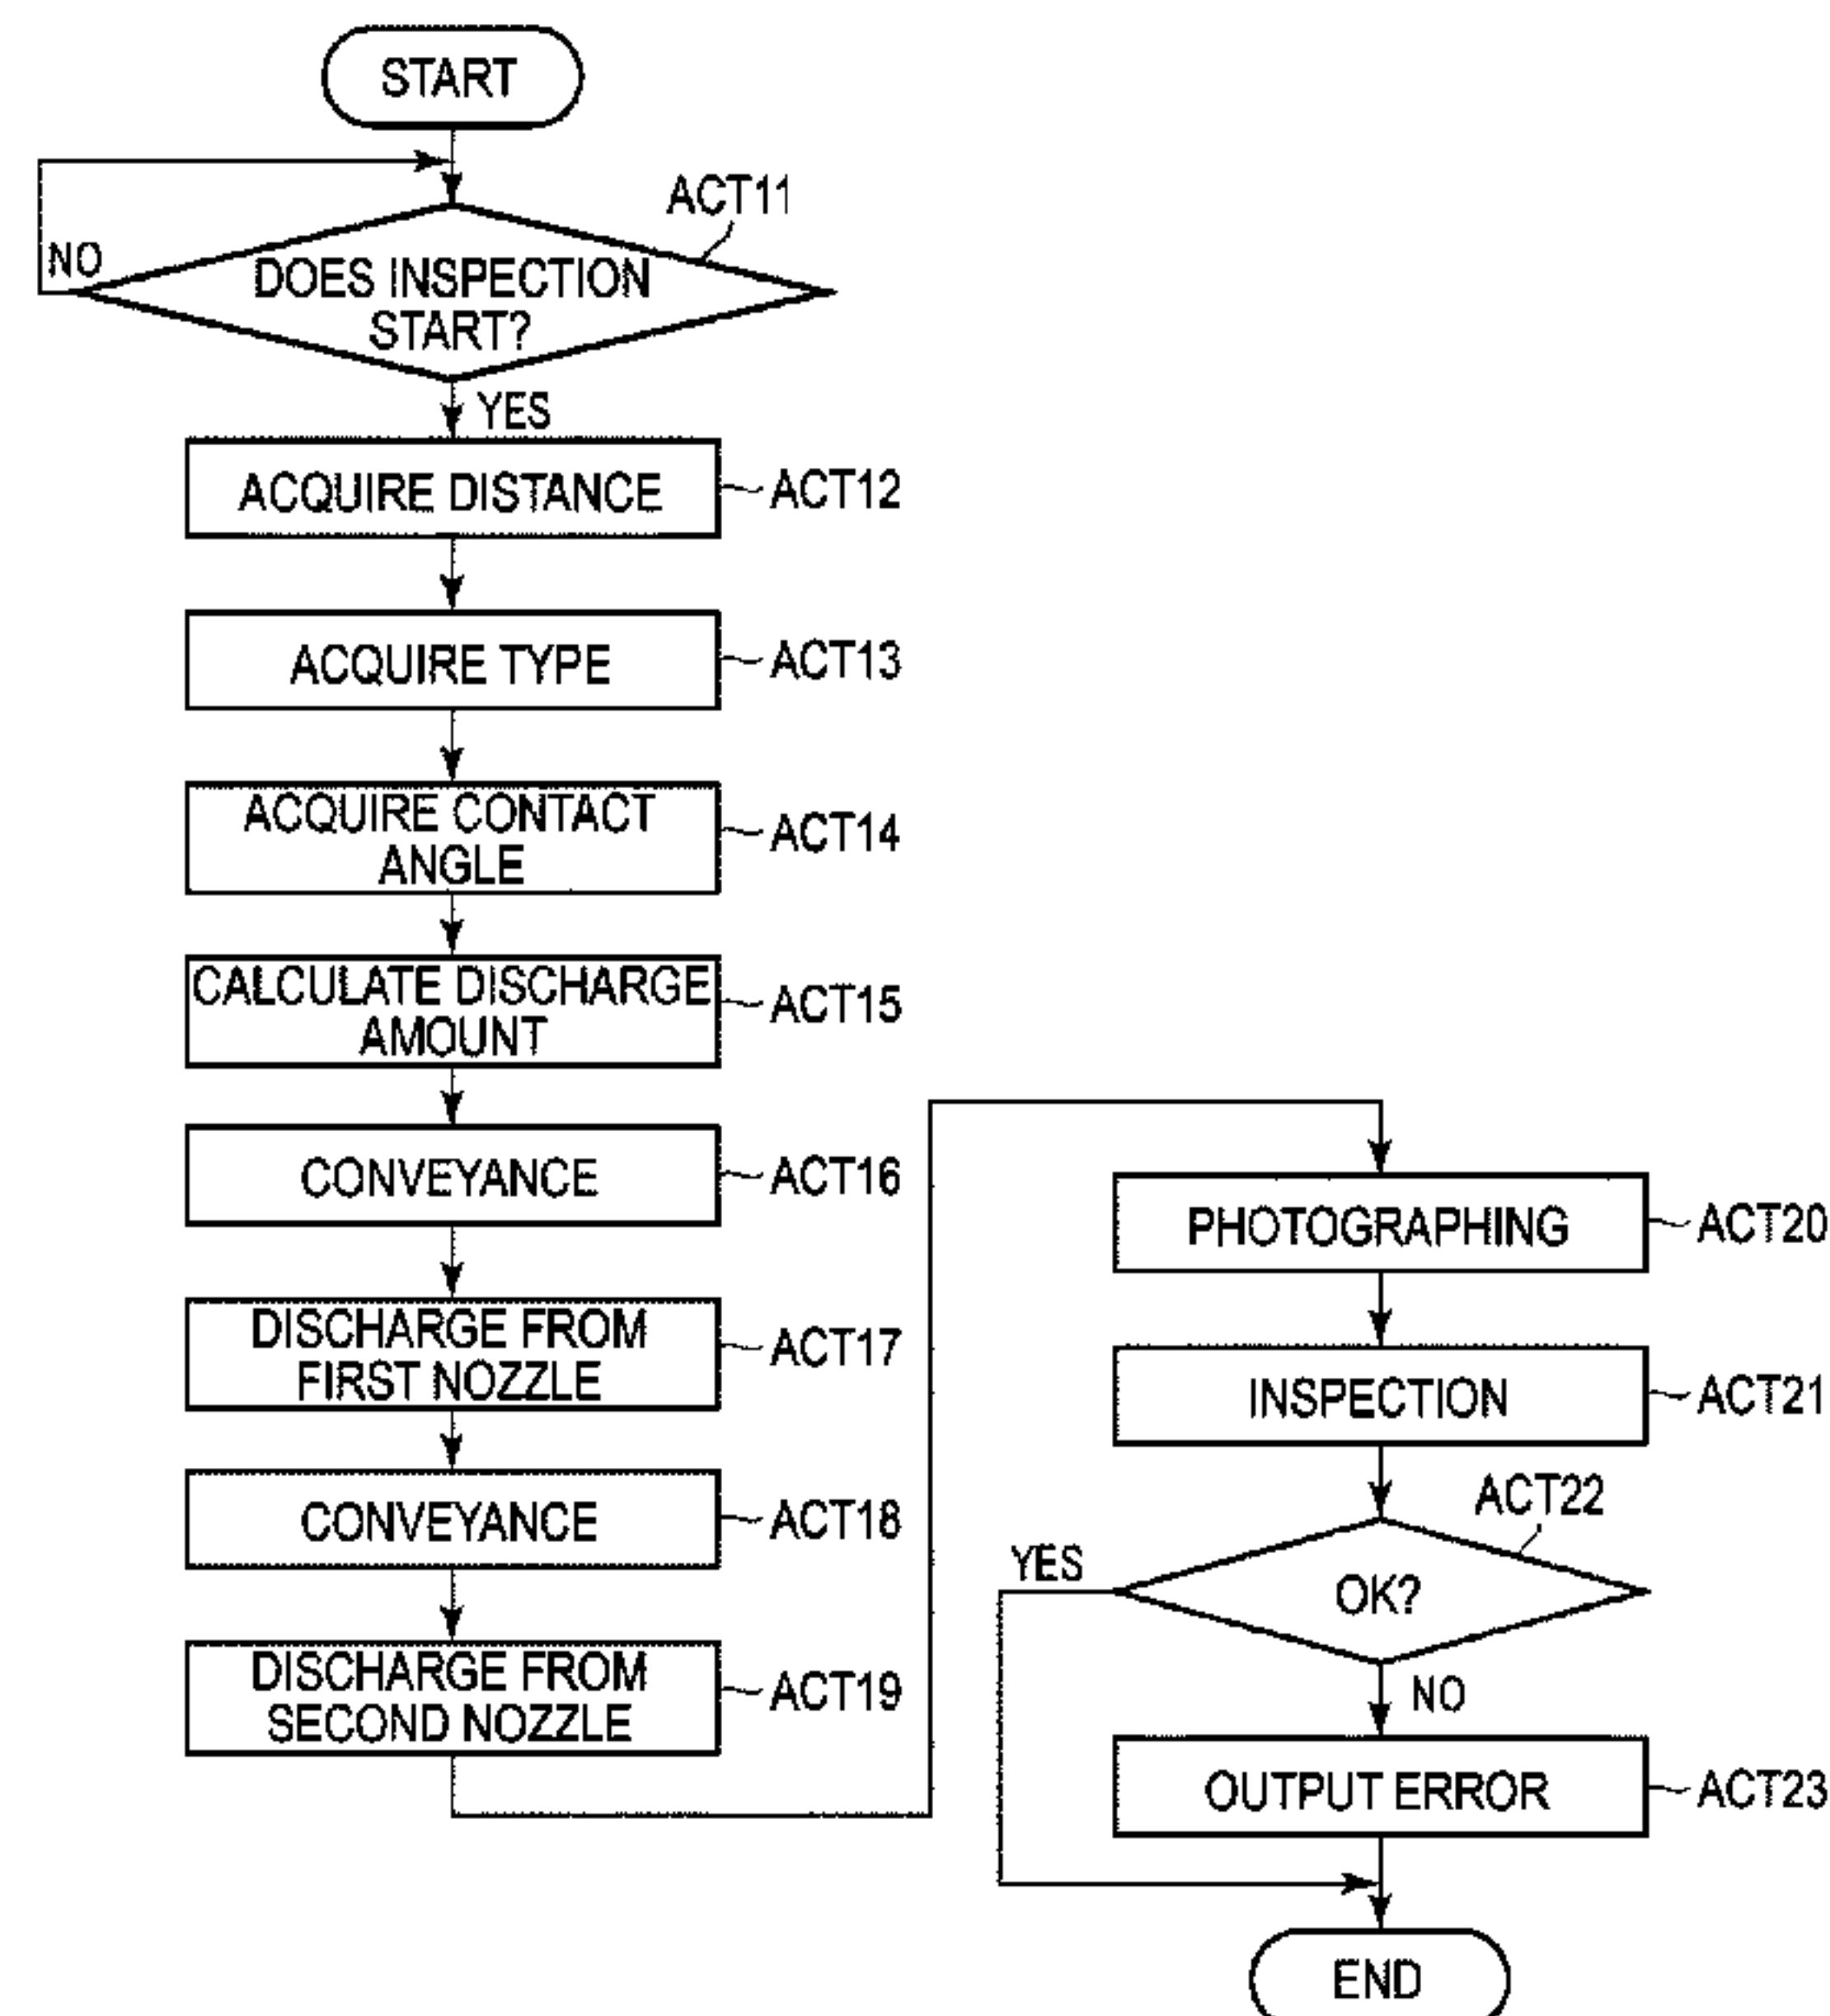 START
ACT11
NO
DOES INSPECTION
START?
YES
ACQUIRE DISTANCE
ACT12
ACQUIRE TYPE
ACT13
ACQUIRE CONTACT
ANGLE
ACT14
CALCULATE DISCHARGE
AMOUNT
ACT15
CONVEYANCE
ACT16
DISCHARGE FROM
FIRST NOZZLE
ACT17
CONVEYANCE
ACT18
DISCHARGE FROM
SECOND NOZZLE
ACT19
PHOTOGRAPHING
ACT20
INSPECTION
ACT21
ACT22
YES
OK?
NO
OUTPUT ERROR
ACT23
END